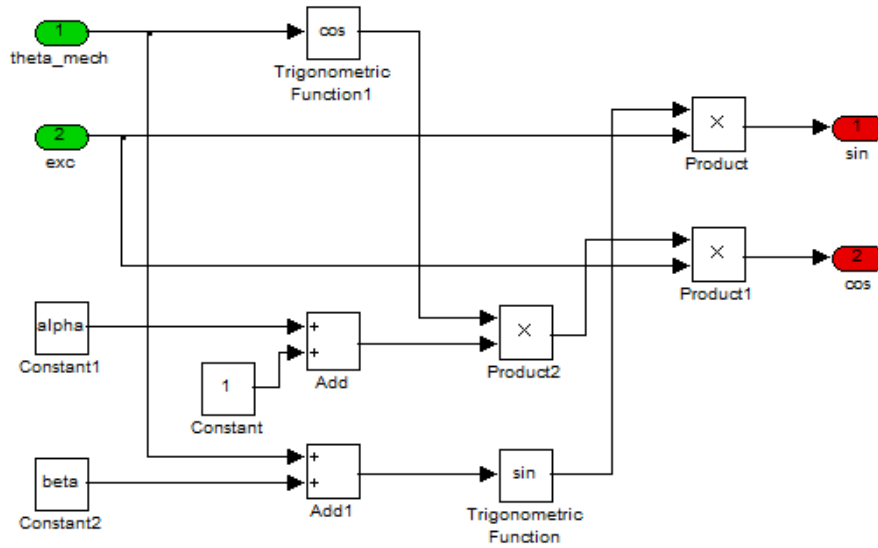 1
theta_mech
cos
Trigonometric
Function1
2
exc
×
Product
1
sin
×
Product1
2
cos
alpha
Constant1
+
+
Add
1
Constant
×
Product2
beta
Constant2
+
+
Add1
sin
Trigonometric
Function